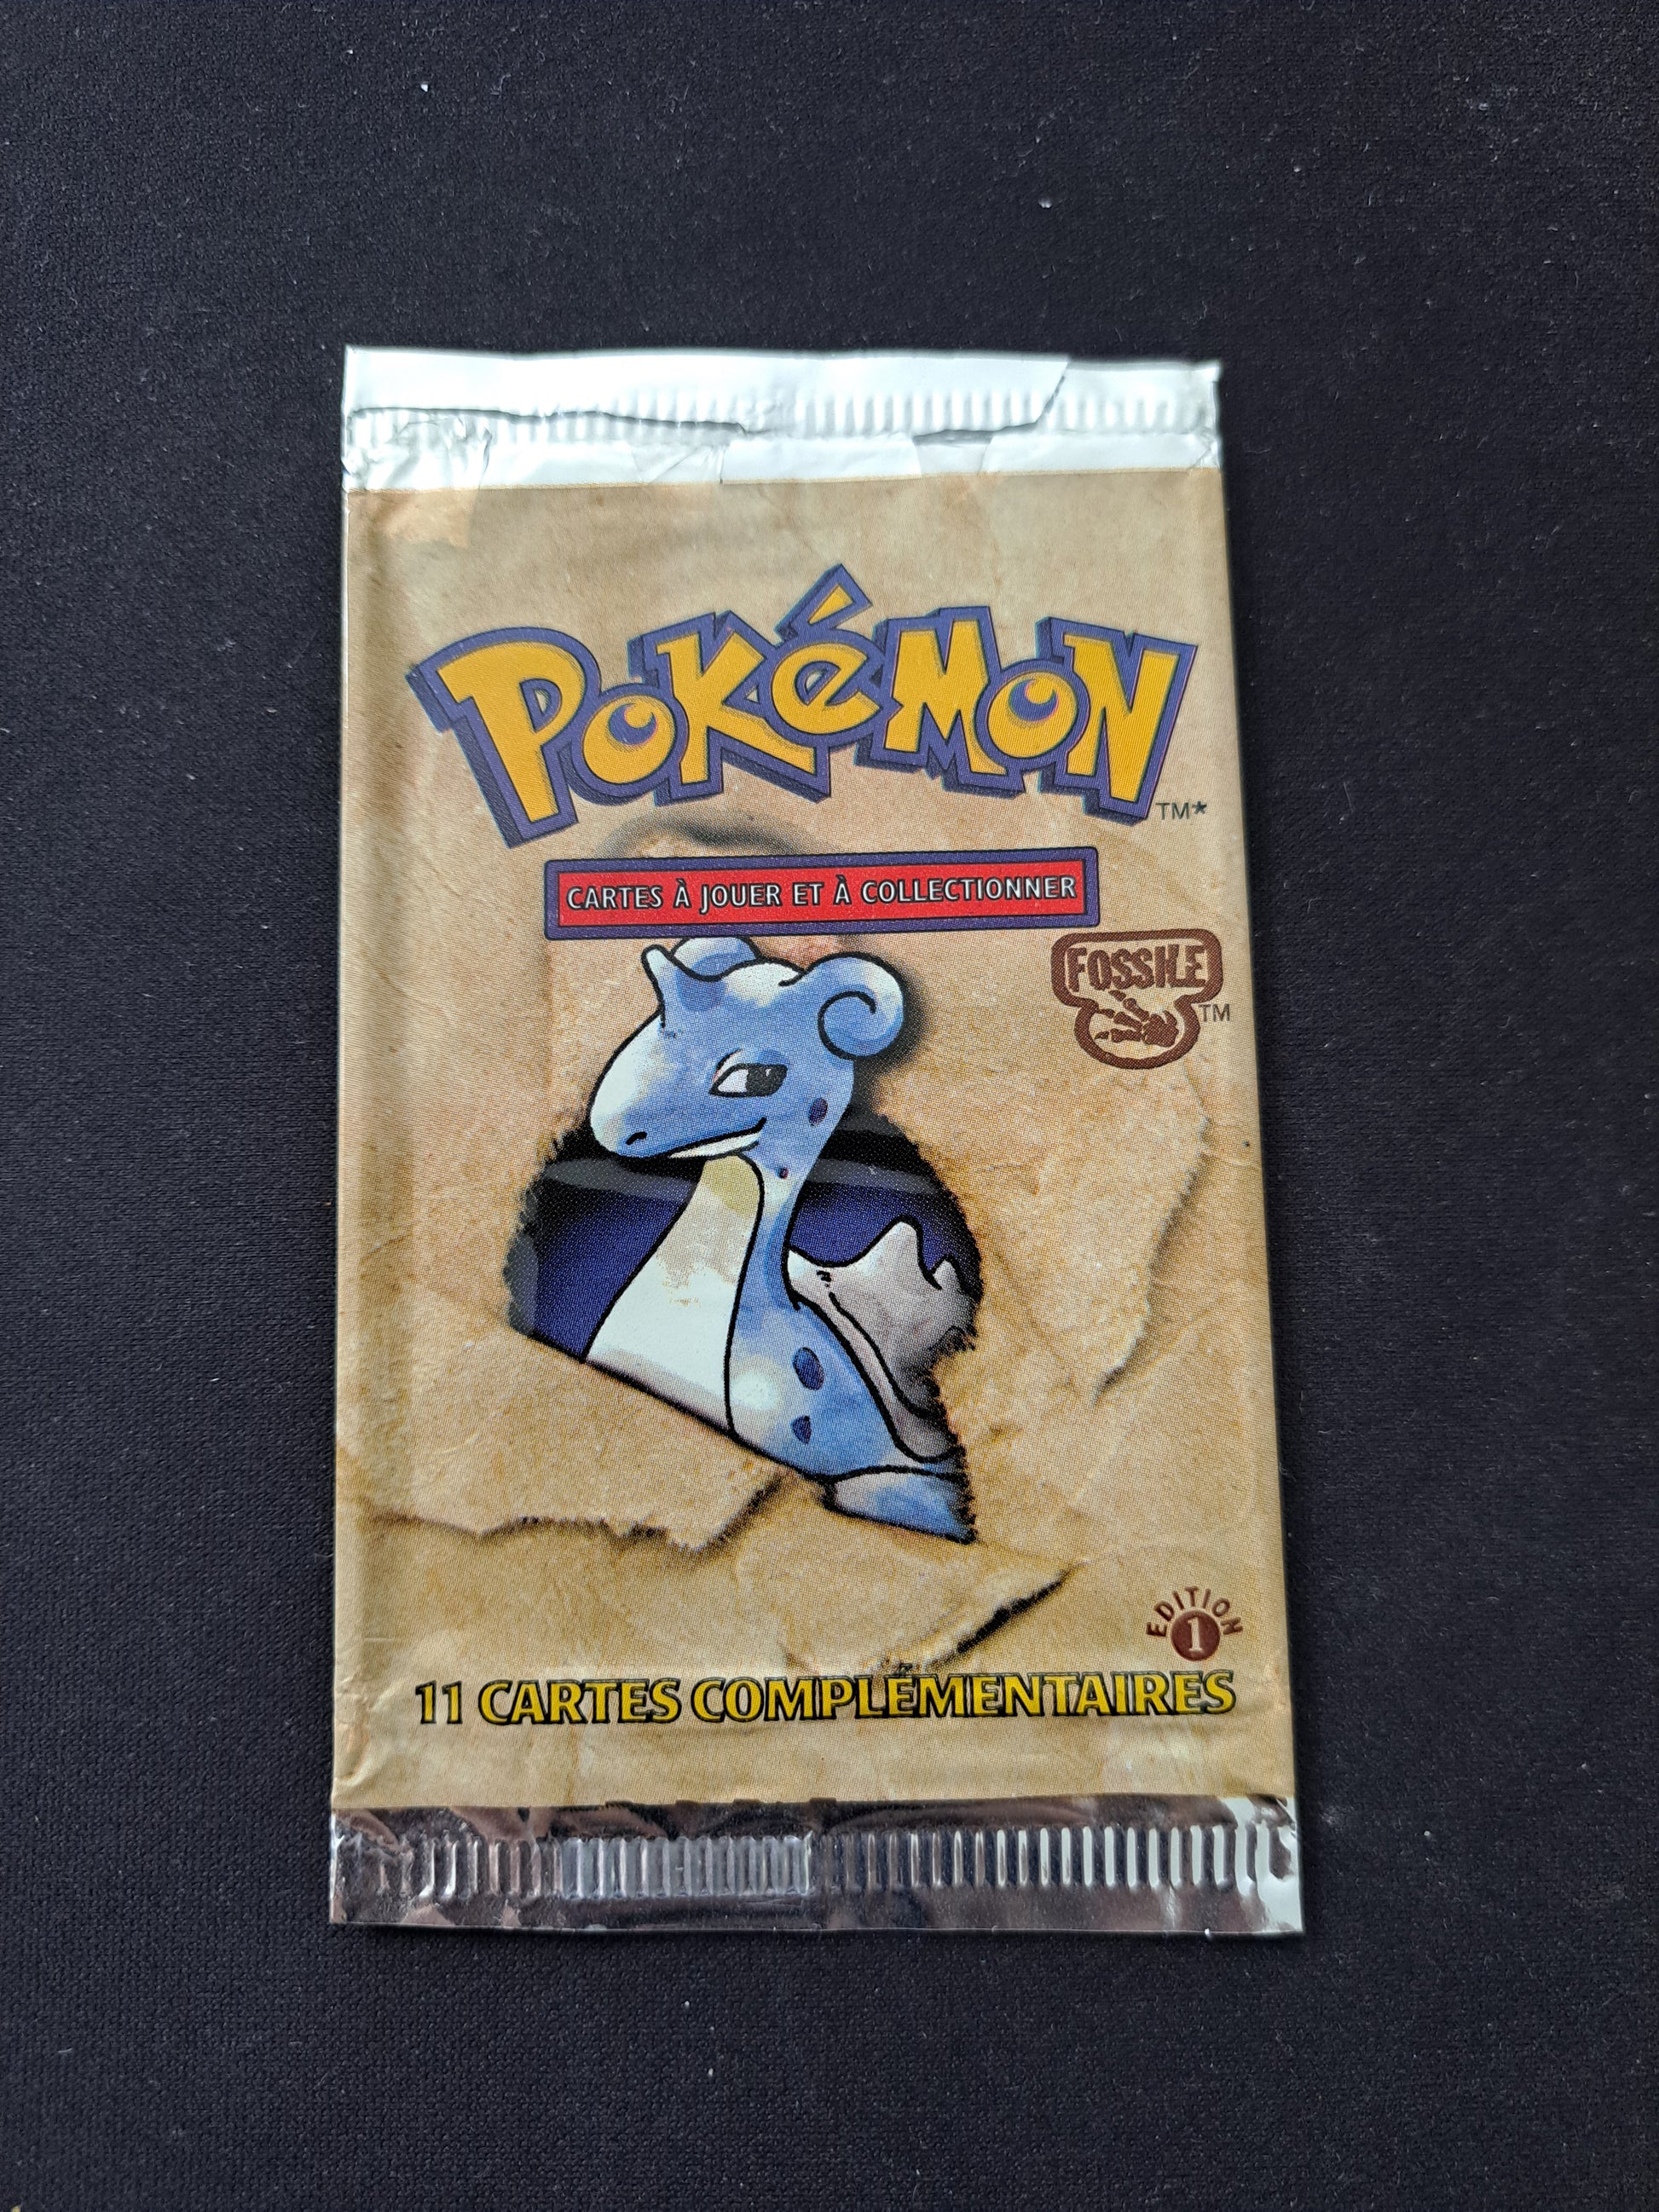 POKéMON
TM*
CARTES À JOUER ET À COLLECTIONNER
FOSSILE
TM
EDITION
1
11 CARTES COMPLÉMENTAIRES